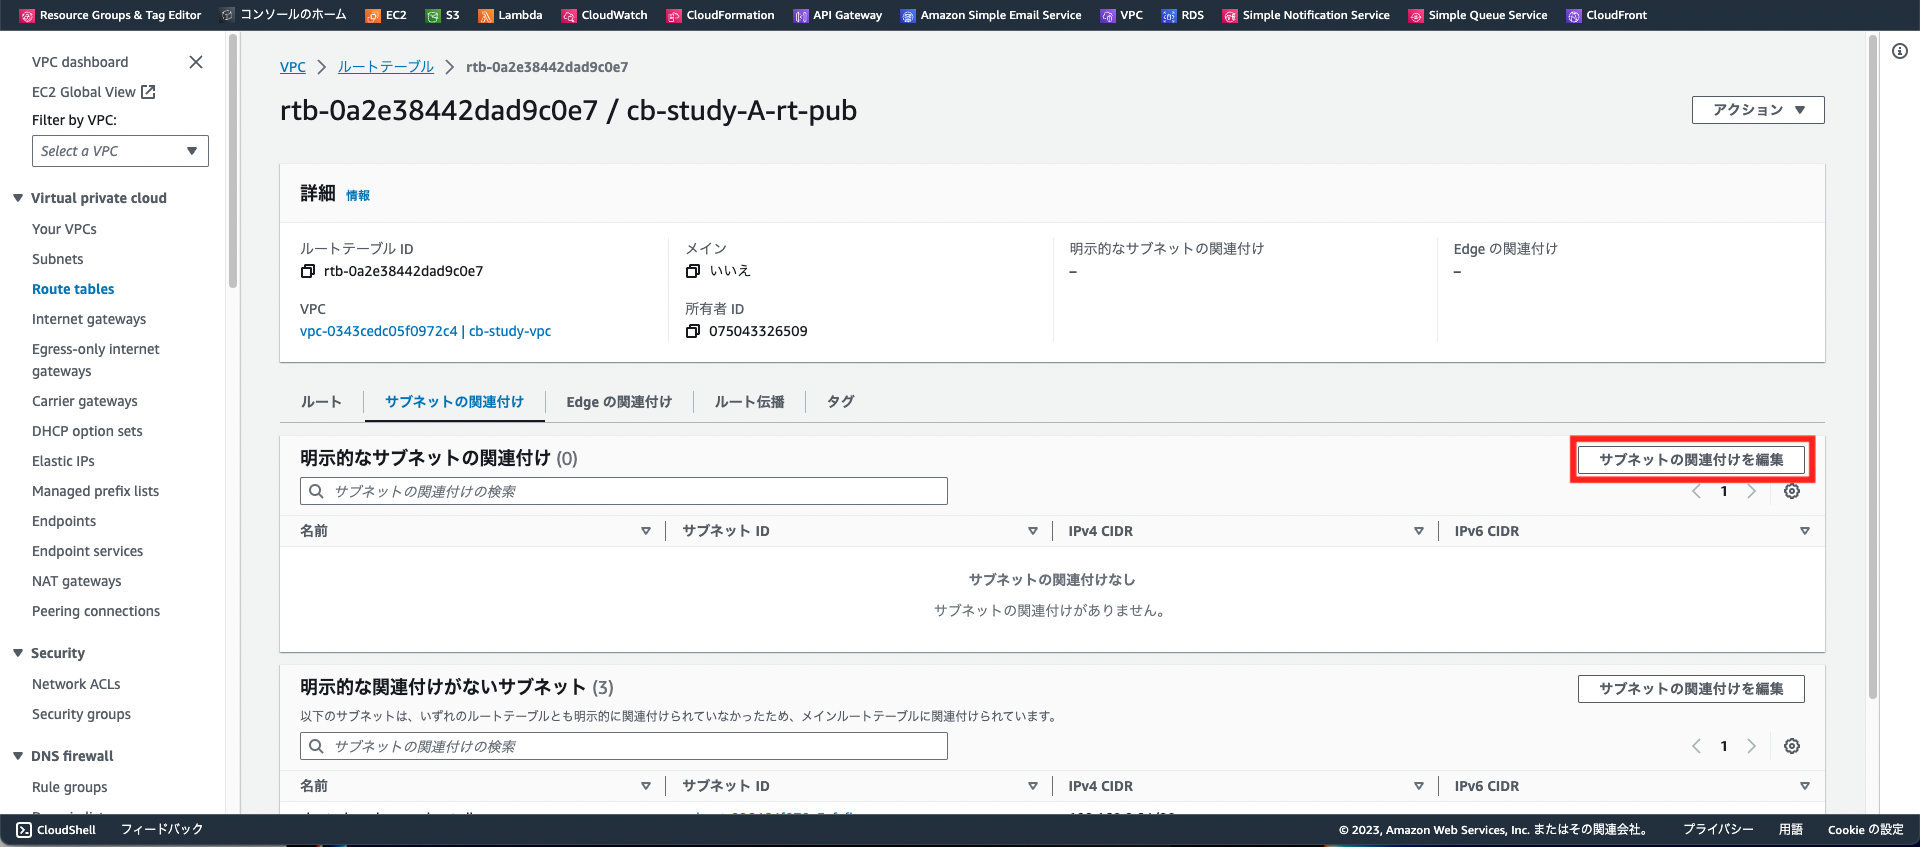 Resource Groups & Tag Editor コンソールのホーム EC2 S3 Lambda CloudWatch CloudFormation API Gateway Amazon Simple Email Service VPC RDS Simple Notification Service Simple Queue Service CloudFront
VPC dashboard
EC2 Global View
Filter by VPC:
Select a VPC
Virtual private cloud
Your VPCs
Subnets
Route tables
Internet gateways
Egress-only internet
gateways
Carrier gateways
DHCP option sets
Elastic IPs
Managed prefix lists
Endpoints
Endpoint services
NAT gateways
Peering connections
Security
Network ACLs
Security groups
DNS firewall
Rule groups
VPC ルートテーブル rtb-0a2e38442dad9c0e7
rtb-0a2e38442dad9c0e7 / cb-study-A-rt-pub
アクション
詳細 情報
ルートテーブル ID
rtb-0a2e38442dad9c0e7
メイン
いいえ
明示的なサブネットの関連付け
–
Edge の関連付け
–
VPC
vpc-0343cedc05f0972c4 | cb-study-vpc
所有者 ID
075043326509
ルート サブネットの関連付け Edge の関連付け ルート伝播 タグ
明示的なサブネットの関連付け (0)
サブネットの関連付けを編集
サブネットの関連付けの検索
1
名前 サブネット ID IPv4 CIDR IPv6 CIDR
サブネットの関連付けなし
サブネットの関連付けがありません。
明示的な関連付けがないサブネット (3)
サブネットの関連付けを編集
以下のサブネットは、いずれのルートテーブルとも明示的に関連付けられていなかったため、メインルートテーブルに関連付けられています。
サブネットの関連付けの検索
1
名前 サブネット ID IPv4 CIDR IPv6 CIDR
CloudShell フィードバック
© 2023, Amazon Web Services, Inc. またはその関連会社。 プライバシー 用語 Cookie の設定